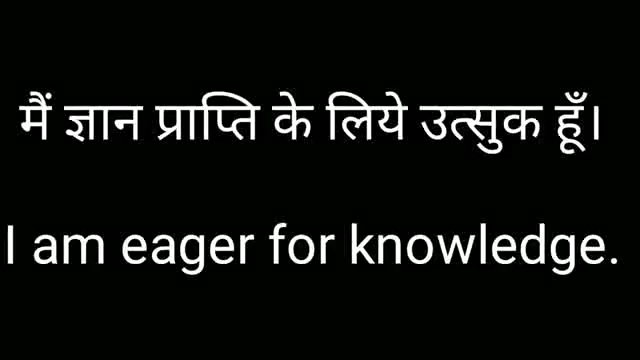 मैं ज्ञान प्राप्ति के लिये उत्सुक हूँ।
I am eager for knowledge.